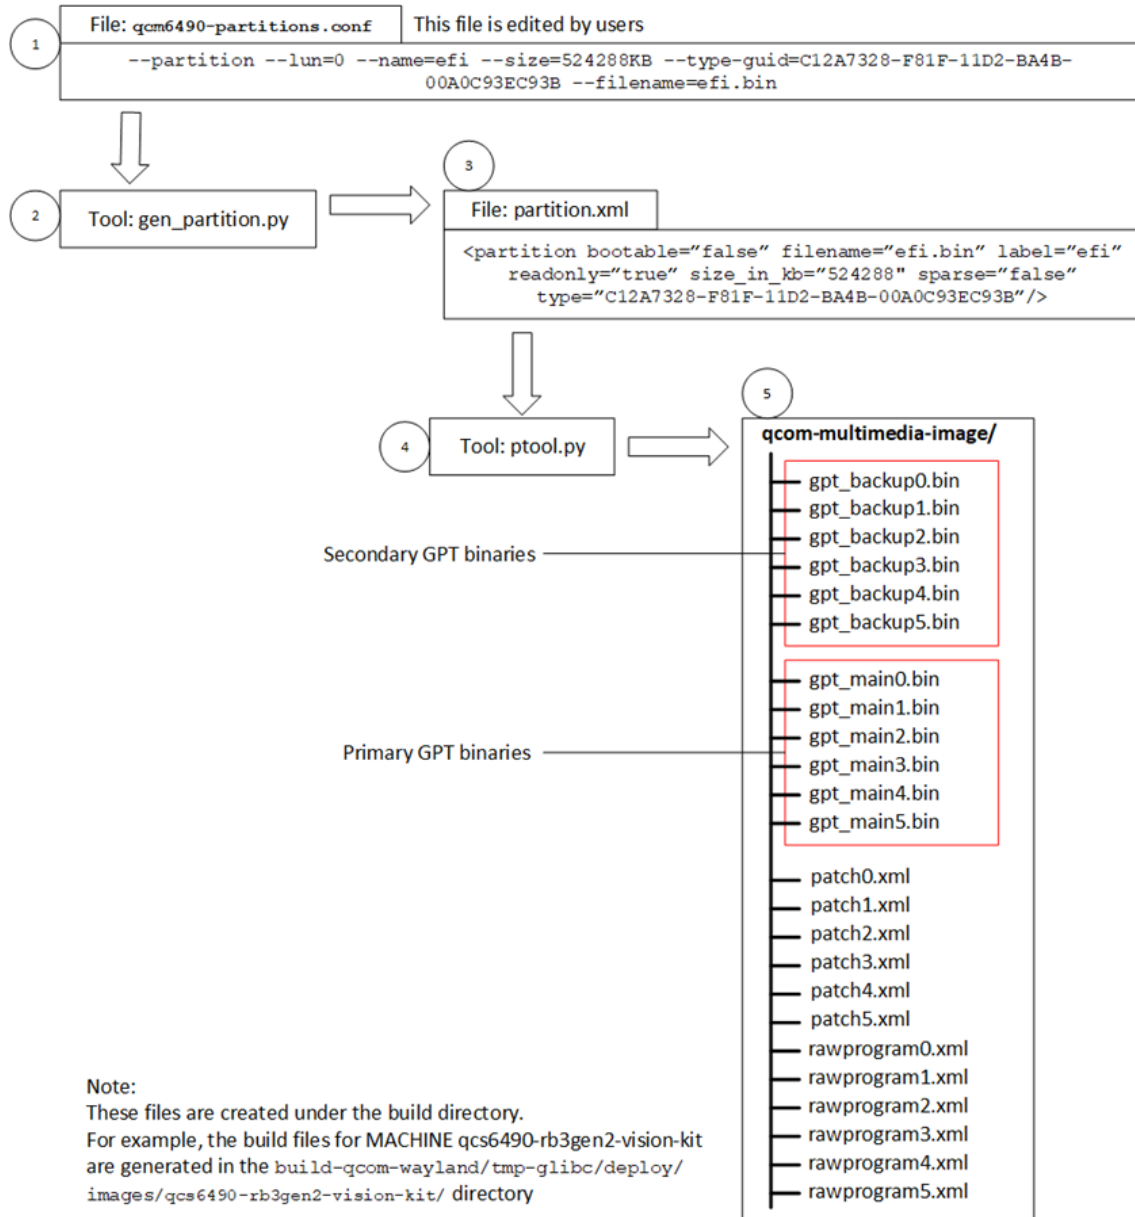 1
File: qcm6490-partitions.conf
This file is edited by users
--partition --lun=0 --name=efi --size=524288KB --type-guid=C12A7328-F81F-11D2-BA4B-
00A0C93EC93B --filename=efi.bin
2
Tool: gen_partition.py
3
File: partition.xml
<partition bootable=”false” filename=”efi.bin” label=”efi”
readonly=”true” size_in_kb=”524288" sparse=”false”
type=”C12A7328-F81F-11D2-BA4B-00A0C93EC93B”/>
4
Tool: ptool.py
5
qcom-multimedia-image/
gpt_backup0.bin
gpt_backup1.bin
gpt_backup2.bin
gpt_backup3.bin
gpt_backup4.bin
gpt_backup5.bin
Secondary GPT binaries
gpt_main0.bin
gpt_main1.bin
gpt_main2.bin
gpt_main3.bin
gpt_main4.bin
gpt_main5.bin
Primary GPT binaries
patch0.xml
patch1.xml
patch2.xml
patch3.xml
patch4.xml
patch5.xml
rawprogram0.xml
rawprogram1.xml
rawprogram2.xml
rawprogram3.xml
rawprogram4.xml
rawprogram5.xml
Note:
These files are created under the build directory.
For example, the build files for MACHINE qcs6490-rb3gen2-vision-kit
are generated in the build-qcom-wayland/tmp-glibc/deploy/
images/qcs6490-rb3gen2-vision-kit/ directory